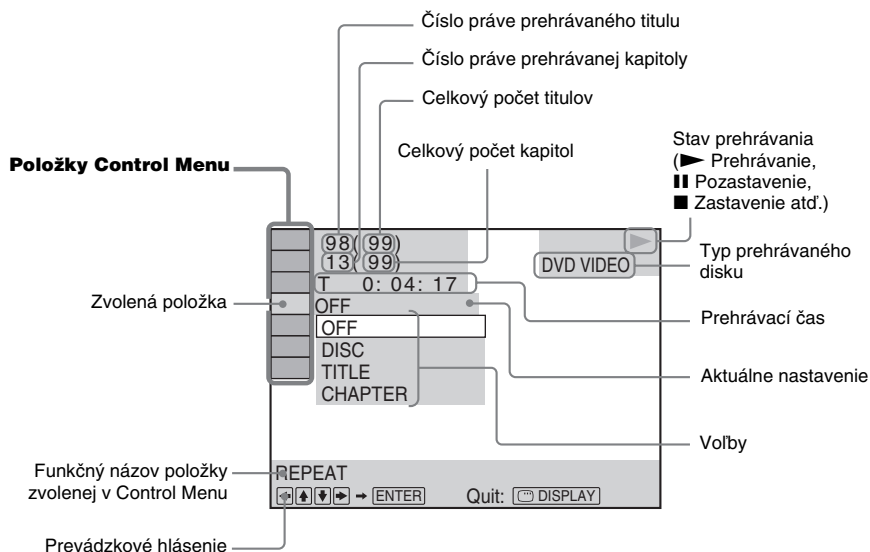 Číslo práve prehrávaného titulu
Číslo práve prehrávanej kapitoly
Celkový počet titulov
Celkový počet kapitol
Položky Control Menu
Stav prehrávania
(► Prehrávanie,
❚❚ Pozastavenie,
■ Zastavenie atď.)
98(99)
13(99)
DVD VIDEO
Typ prehrávaného
disku
T 0: 04: 17
Zvolená položka
OFF
Prehrávací čas
OFF
DISC
TITLE
CHAPTER
Aktuálne nastavenie
Voľby
Funkčný názov položky
zvolenej v Control Menu
REPEAT
← ↑ ↓ → → ENTER Quit: DISPLAY
Prevádzkové hlásenie